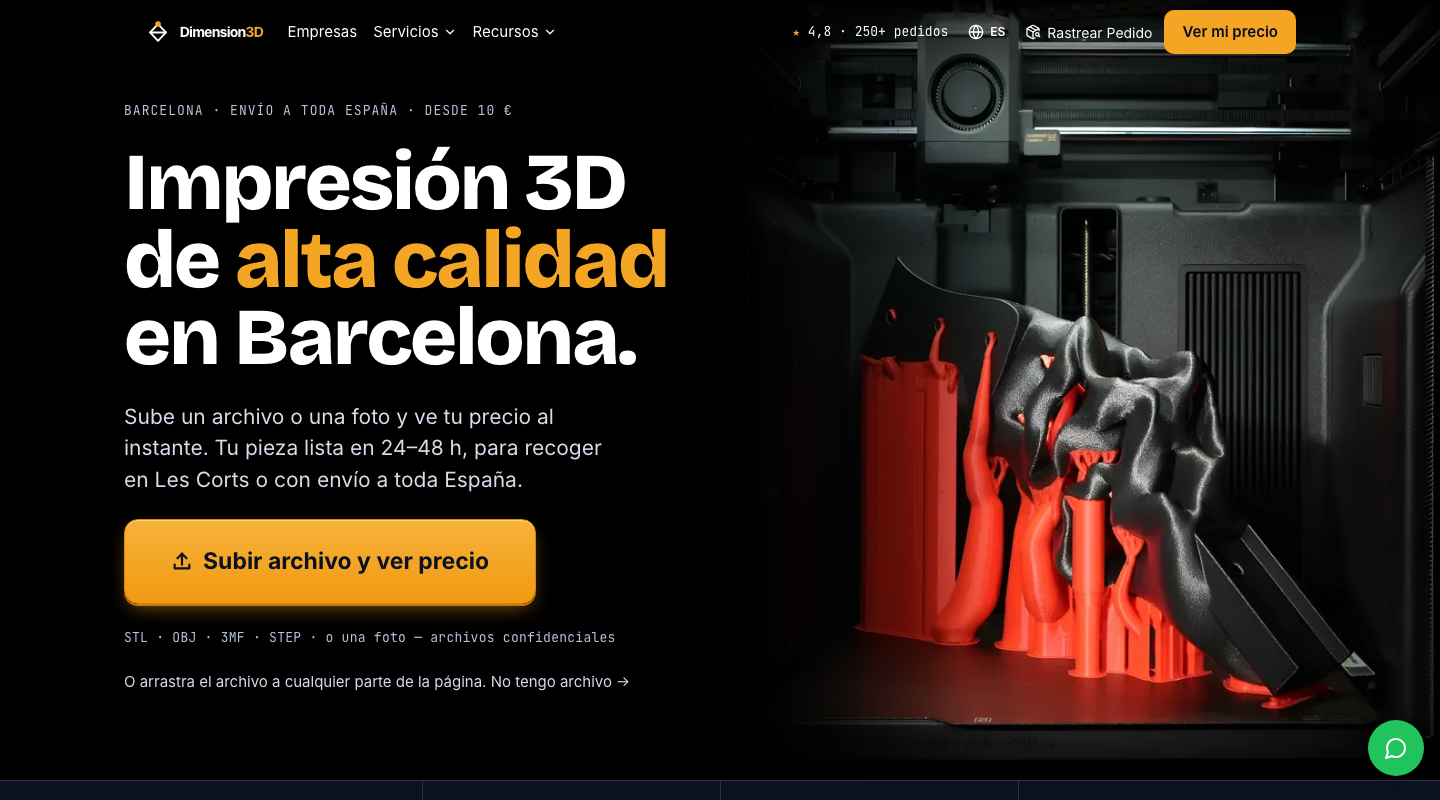 Dimension3D
Empresas
Servicios
Recursos
★ 4,8 · 250+ pedidos
ES
Rastrear Pedido
Ver mi precio
BARCELONA · ENVÍO A TODA ESPAÑA · DESDE 10 €
Impresión 3D
de alta calidad
en Barcelona.
Sube un archivo o una foto y ve tu precio al
instante. Tu pieza lista en 24–48 h, para recoger
en Les Corts o con envío a toda España.
Subir archivo y ver precio
STL · OBJ · 3MF · STEP · o una foto — archivos confidenciales
O arrastra el archivo a cualquier parte de la página. No tengo archivo →